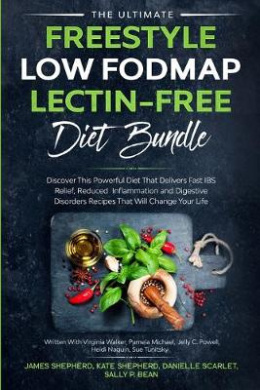 THE ULTIMATE
FREESTYLE
LOW FODMAP
LECTIN-FREE
Diet Bundle
Discover This Powerful Diet That Delivers Fast IBS
Relief, Reduced Inflammation and Digestive
Disorders Recipes That Will Change Your Life
Written With Virginia Walker, Pamela Michael, Jelly C. Powell,
Heidi Naquin, Sue Turitzky
JAMES SHEPHERD, KATE SHEPHERD, DANIELLE SCARLET,
SALLY P. BEAN